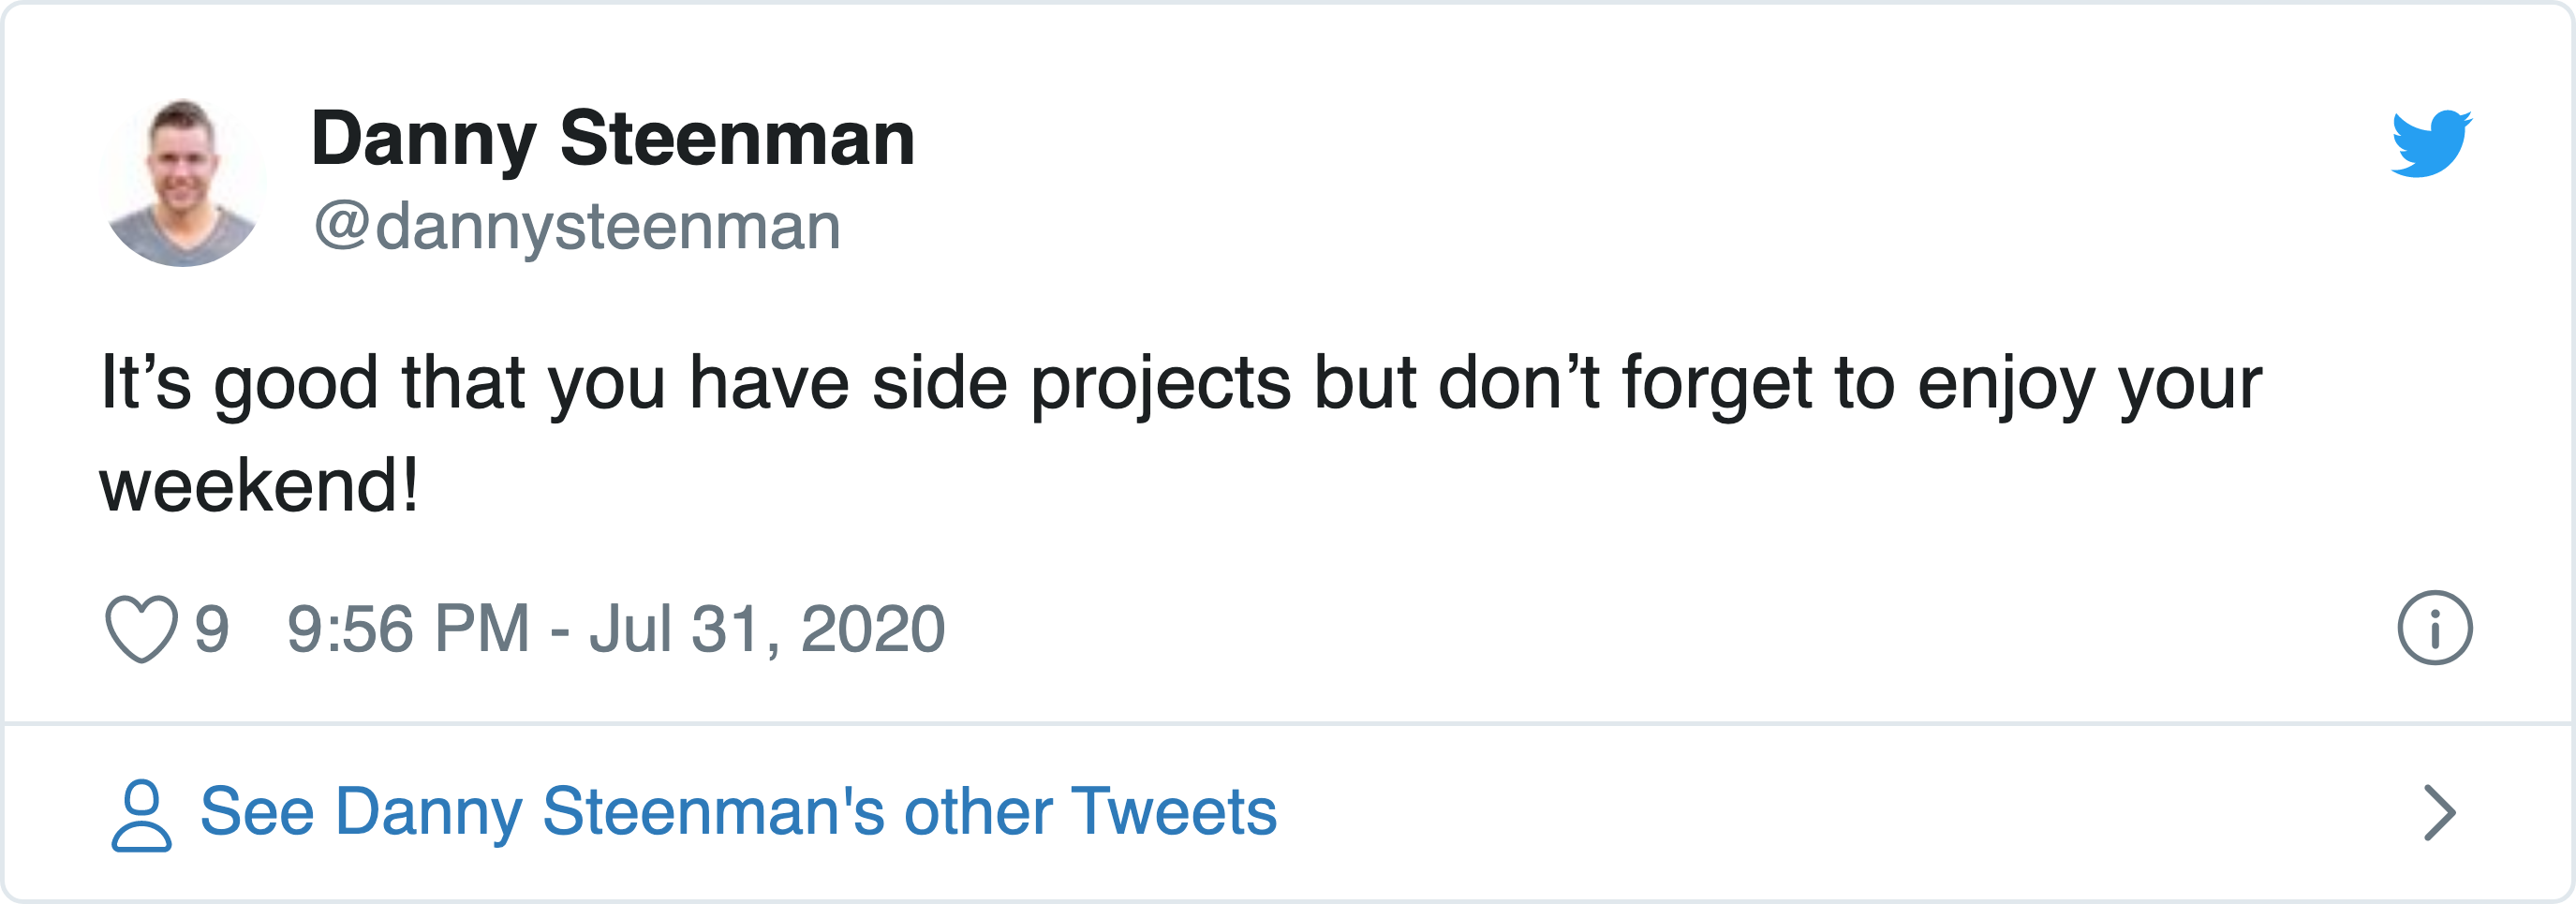 Danny Steenman
@dannysteenman
It’s good that you have side projects but don’t forget to enjoy your
weekend!
9 9:56 PM - Jul 31, 2020
See Danny Steenman's other Tweets